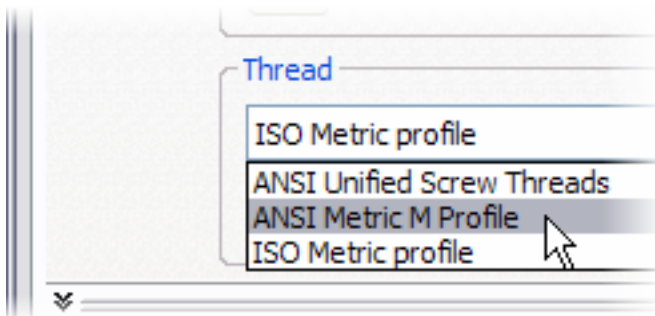 Thread
ISO Metric profile
ANSI Unified Screw Threads
ANSI Metric M Profile
ISO Metric profile